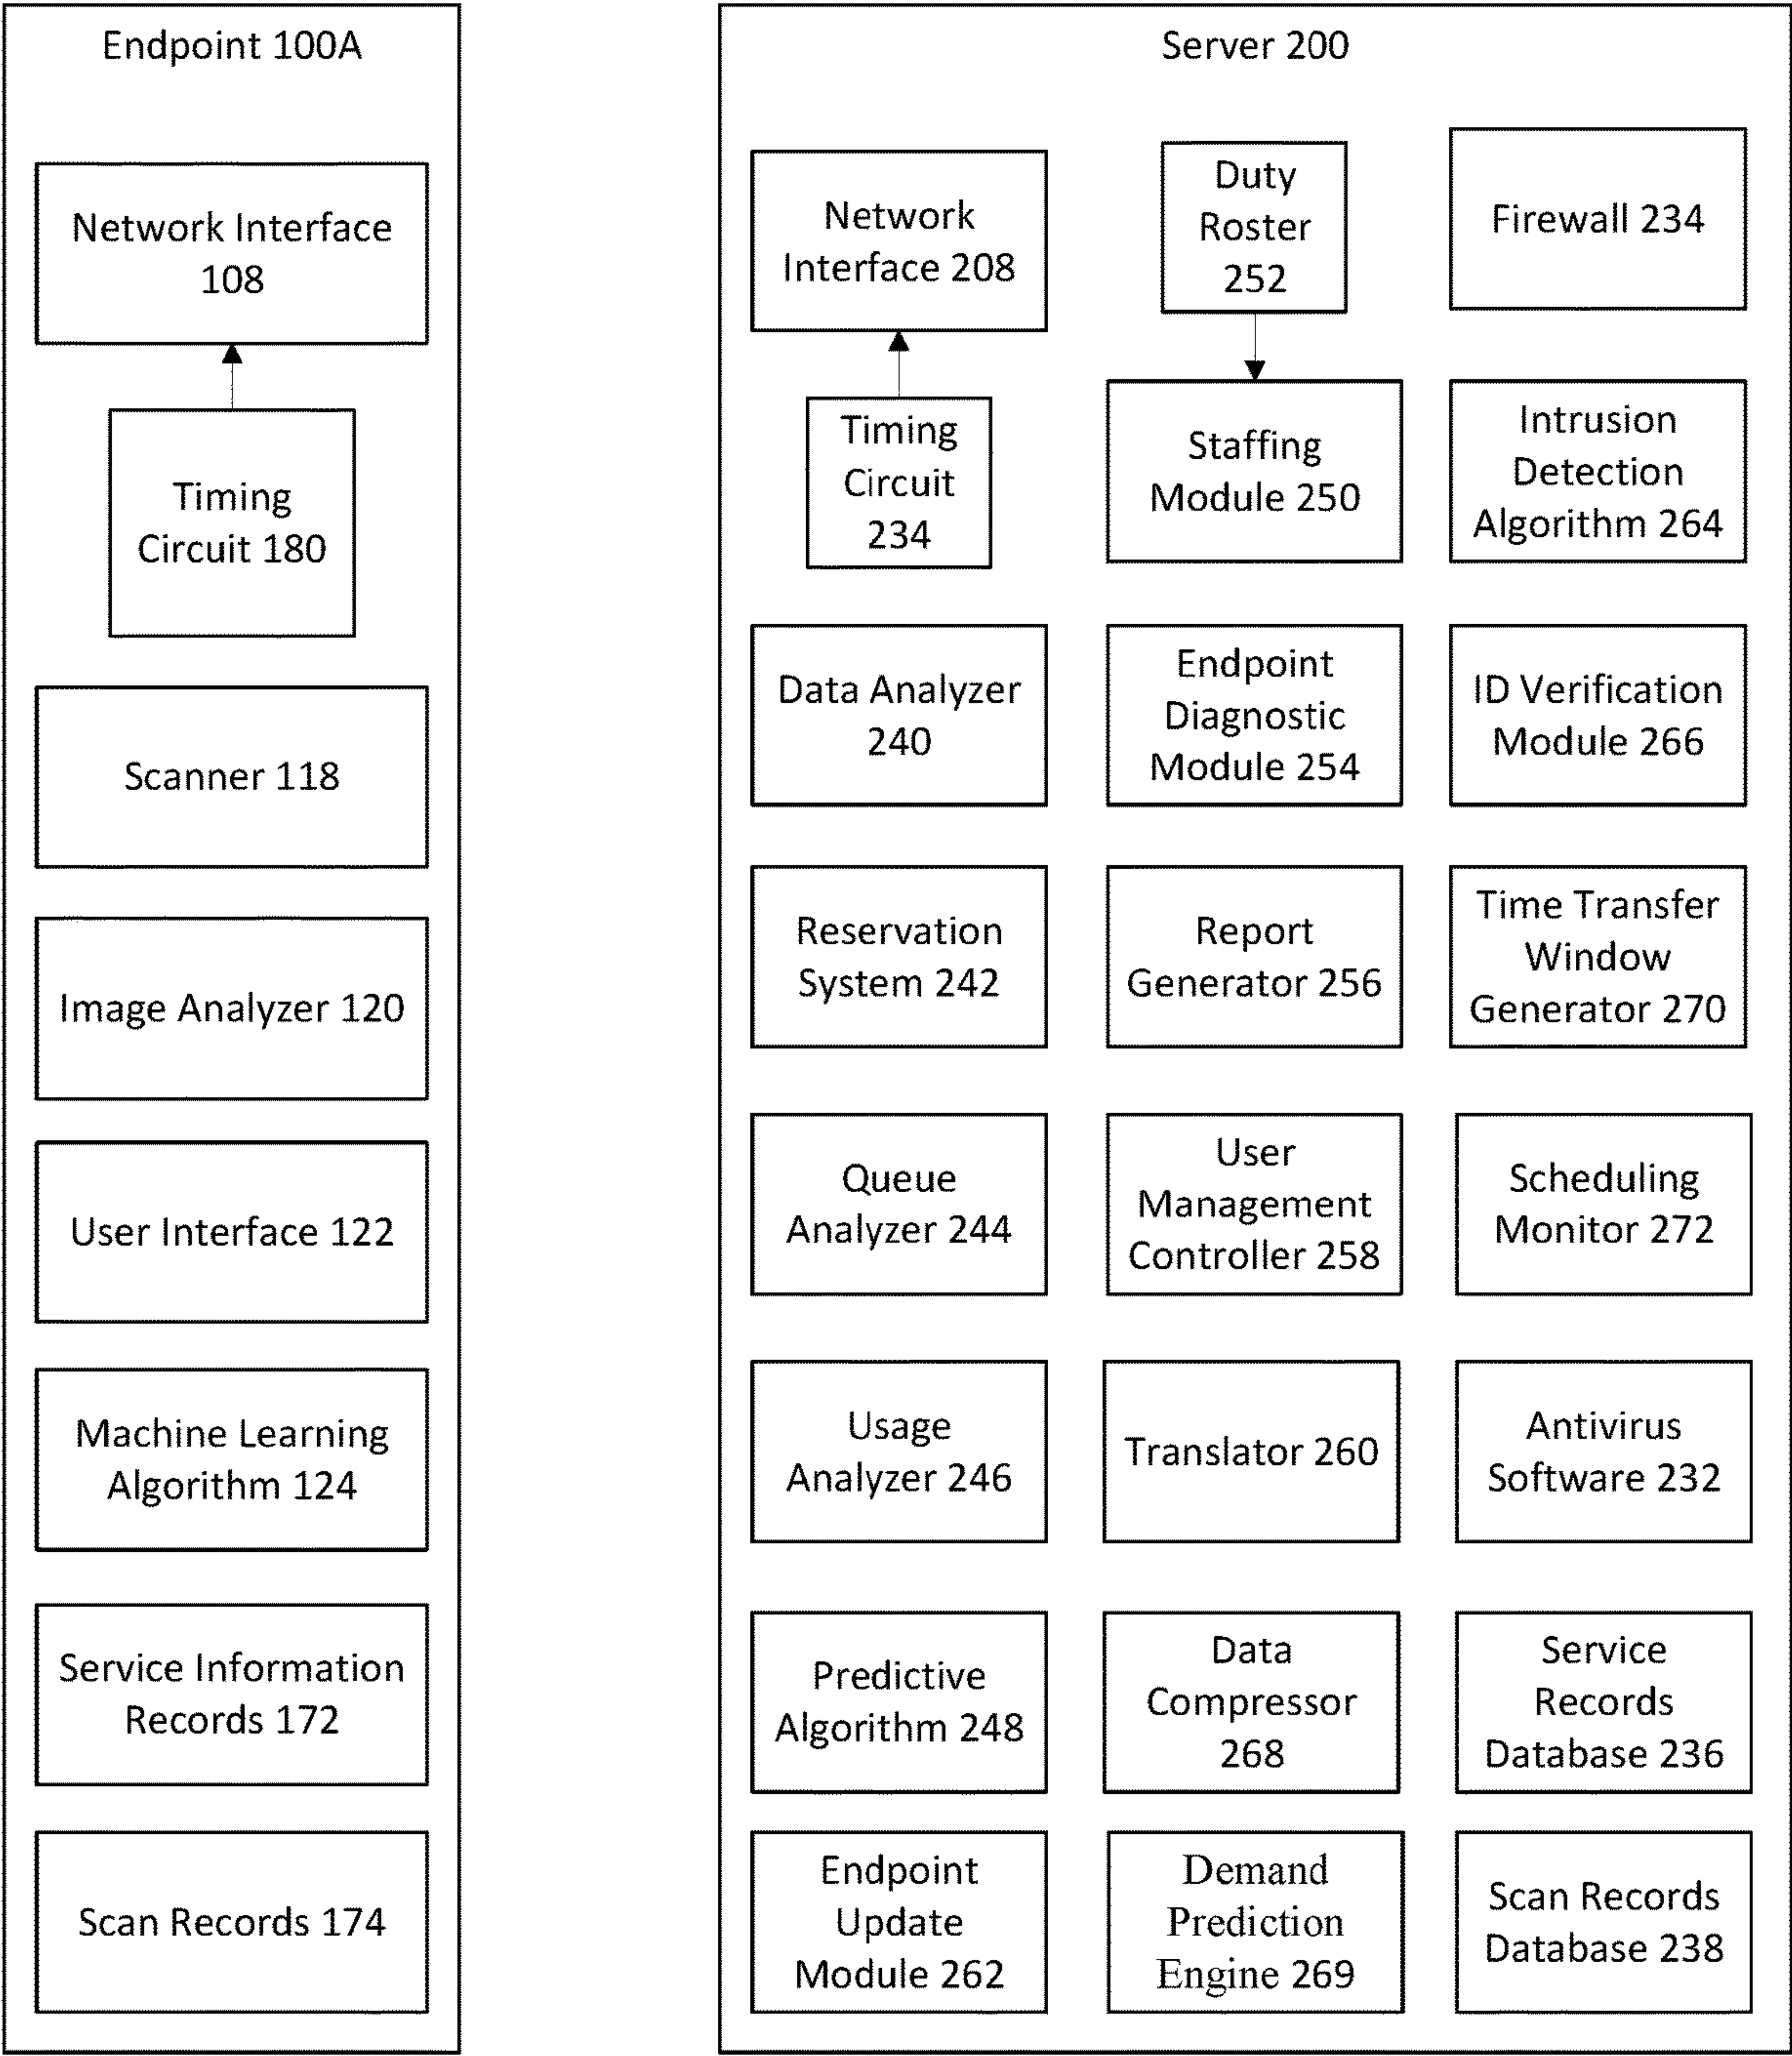 Endpoint 100A
Network Interface
108
Timing
Circuit 180
Scanner 118
Image Analyzer 120
User Interface 122
Machine Learning
Algorithm 124
Service Information
Records 172
Scan Records 174
Server 200
Network
Interface 208
Timing
Circuit
234
Data Analyzer
240
Reservation
System 242
Queue
Analyzer 244
Usage
Analyzer 246
Predictive
Algorithm 248
Endpoint
Update
Module 262
Duty
Roster
252
Staffing
Module 250
Endpoint
Diagnostic
Module 254
Report
Generator 256
User
Management
Controller 258
Translator 260
Data
Compressor
268
Demand
Prediction
Engine 269
Firewall 234
Intrusion
Detection
Algorithm 264
ID Verification
Module 266
Time Transfer
Window
Generator 270
Scheduling
Monitor 272
Antivirus
Software 232
Service
Records
Database 236
Scan Records
Database 238